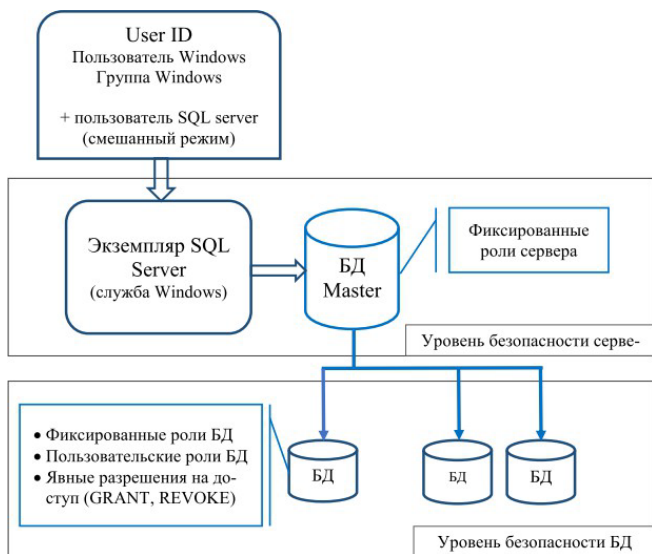 User ID
Пользователь Windows
Группа Windows
+ пользователь SQL server
(смешанный режим)
Экземпляр SQL
Server
(служба Windows)
БД
Master
Фиксированные
роли сервера
Уровень безопасности серве-
• Фиксированные роли БД
• Пользовательские роли БД
• Явные разрешения на до-
ступ (GRANT, REVOKE)
БД
БД
БД
Уровень безопасности БД